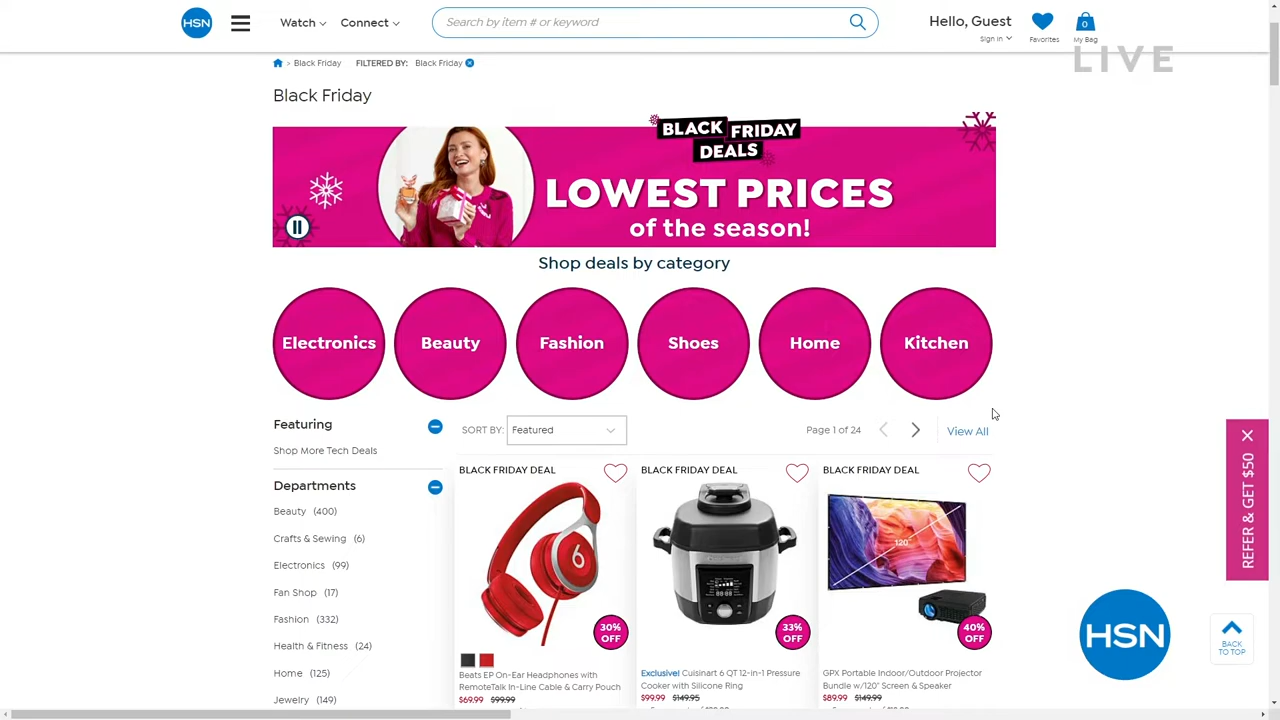 HSN
Watch
Connect
Search by item # or keyword
Hello, Guest
Sign in
Favorites
0
My Bag
LIVE
> Black Friday
FILTERED BY: Black Friday
Black Friday
BLACK FRIDAY
DEALS
LOWEST PRICES
of the season!
Shop deals by category
Electronics
Beauty
Fashion
Shoes
Home
Kitchen
Featuring
Shop More Tech Deals
Departments
Beauty (400)
Crafts & Sewing (6)
Electronics (99)
Fan Shop (17)
Fashion (332)
Health & Fitness (24)
Home (125)
Jewelry (149)
SORT BY: Featured
Page 1 of 24
View All
BLACK FRIDAY DEAL
6
30%
OFF
Beats EP On-Ear Headphones with
RemoteTalk In-Line Cable & Carry Pouch
$69.99 $99.99
BLACK FRIDAY DEAL
33%
OFF
Exclusive! Cuisinart 6 QT 12-in-1 Pressure
Cooker with Silicone Ring
$99.99 $149.95
BLACK FRIDAY DEAL
120"
40%
OFF
GPX Portable Indoor/Outdoor Projector
Bundle w/120" Screen & Speaker
$89.99 $149.99
REFER & GET $50
HSN
BACK
TO TOP